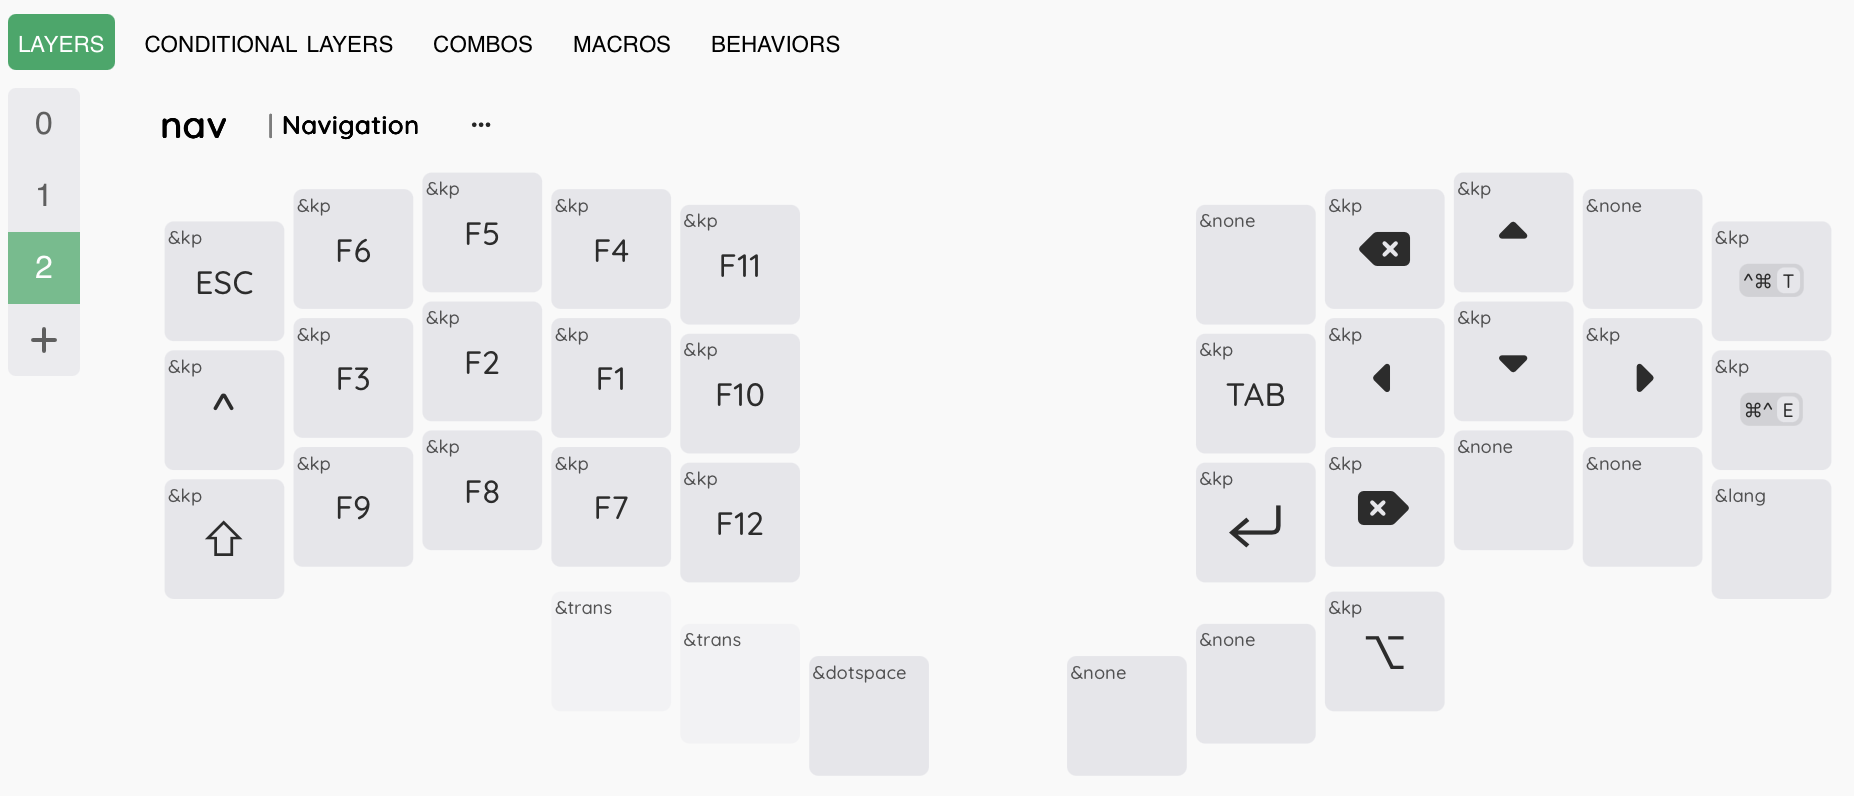 LAYERS CONDITIONAL LAYERS COMBOS MACROS BEHAVIORS
0
1
2
+
nav | Navigation ...
&kp ESC
&kp F6
&kp F5
&kp F4
&kp F11
&none
&kp
&kp
&none
&kp ^⌘ T
&kp ^
&kp F3
&kp F2
&kp F1
&kp F10
&kp TAB
&kp
&kp
&kp
&kp ⌘^ E
&kp
&kp F9
&kp F8
&kp F7
&kp F12
&kp
&kp
&none
&none
&lang
&trans
&trans
&dotspace
&none
&none
&kp ⌥